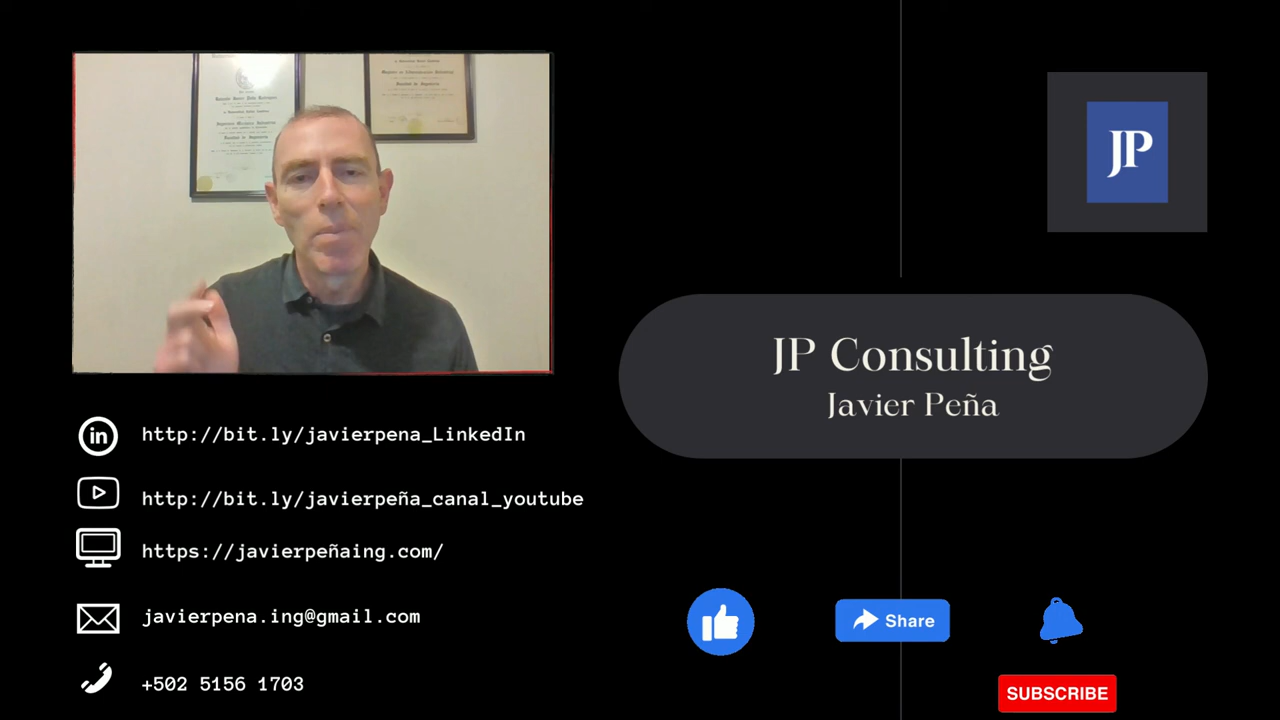 JP
JP Consulting
Javier Peña
http://bit.ly/javierpena_LinkedIn
http://bit.ly/javierpeña_canal_youtube
https://javierpeñaing.com/
javierpena.ing@gmail.com
+502 5156 1703
in
Share
SUBSCRIBE